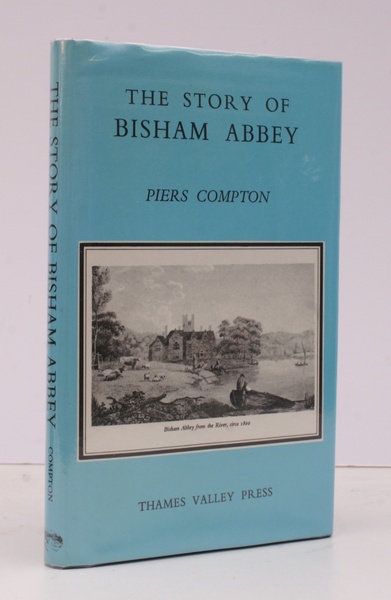 THE STORY OF
BISHAM ABBEY
PIERS COMPTON
Bisham Abbey from the River, circa 1800
THAMES VALLEY PRESS
THE STORY OF BISHAM ABBEY
COMPTON